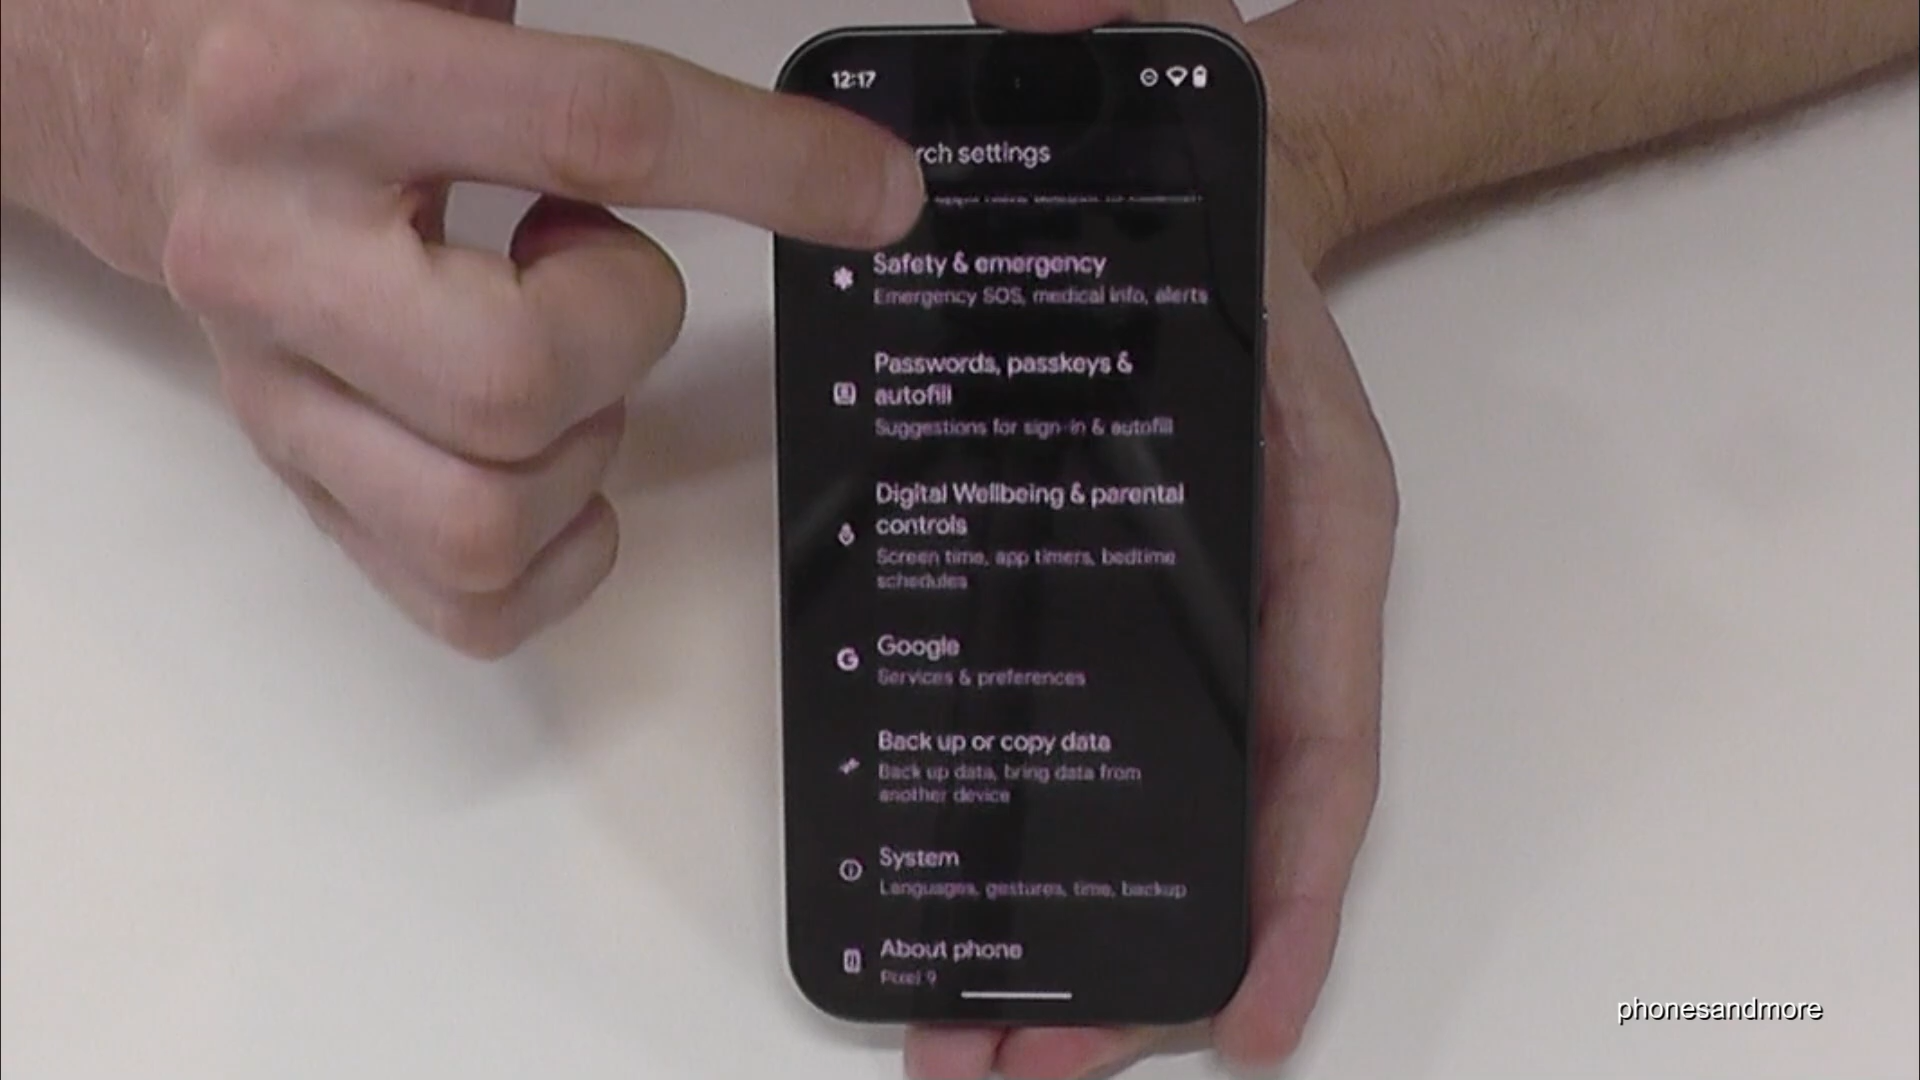 12:17
rch settings
Safety & emergency
Emergency SOS, medical info, alerts
Passwords, passkeys &
autofill
Suggestions for sign-in & autofill
Digital Wellbeing & parental
controls
Screen time, app timers, bedtime
schedules
Google
Services & preferences
Back up or copy data
Back up data, bring data from
another device
System
Languages, gestures, time, backup
About phone
Pixel 9
phonesandmore